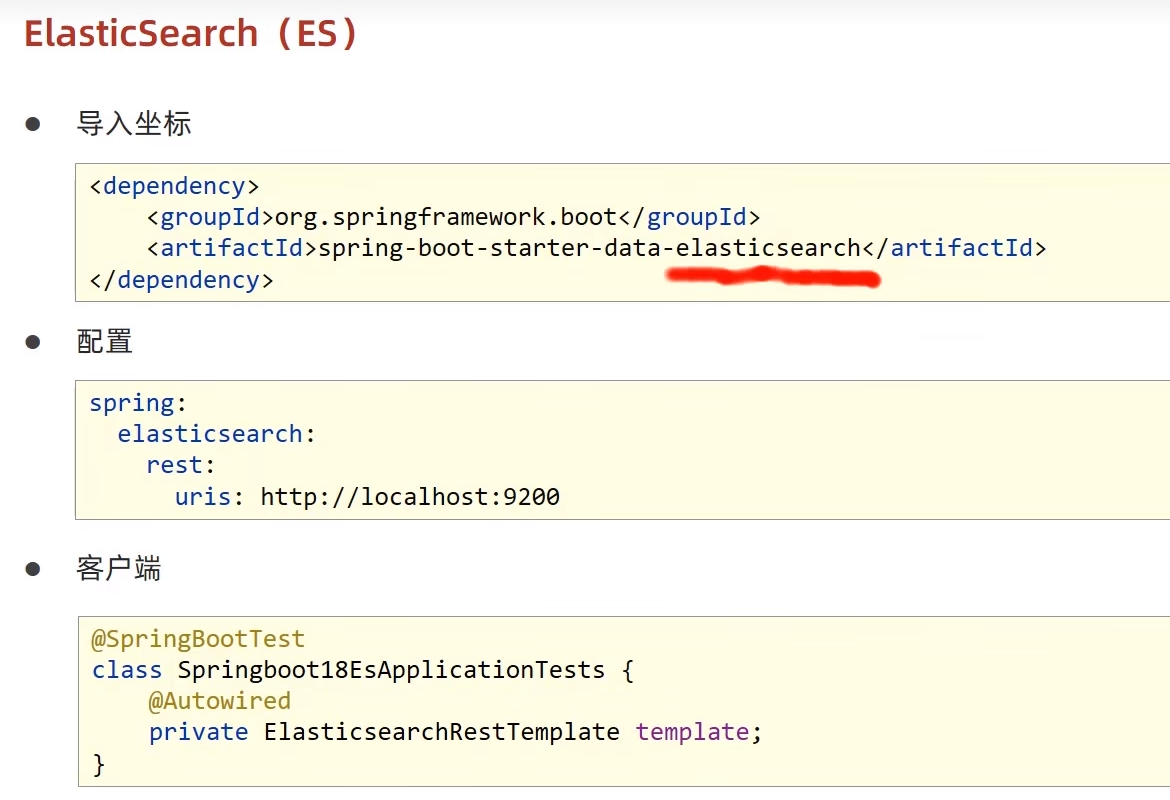 ElasticSearch（ES）
● 导入坐标
<dependency>
    <groupId>org.springframework.boot</groupId>
    <artifactId>spring-boot-starter-data-elasticsearch</artifactId>
</dependency>
● 配置
spring:
  elasticsearch:
    rest:
      uris: http://localhost:9200
● 客户端
@SpringBootTest
class Springboot18EsApplicationTests {
    @Autowired
    private ElasticsearchRestTemplate template;
}